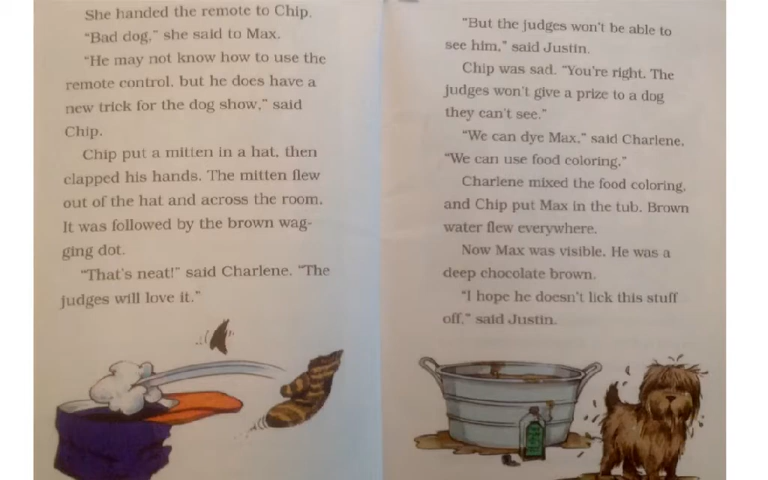 She handed the remote to Chip.
"Bad dog," she said to Max.
"He may not know how to use the
remote control, but he does have a
new trick for the dog show," said
Chip.
Chip put a mitten in a hat, then
clapped his hands. The mitten flew
out of the hat and across the room.
It was followed by the brown wag-
ging dot.
"That's neat!" said Charlene. "The
judges will love it."
"But the judges won't be able to
see him," said Justin.
Chip was sad. "You're right. The
judges won't give a prize to a dog
they can't see."
"We can dye Max," said Charlene.
"We can use food coloring."
Charlene mixed the food coloring,
and Chip put Max in the tub. Brown
water flew everywhere.
Now Max was visible. He was a
deep chocolate brown.
"I hope he doesn't lick this stuff
off," said Justin.